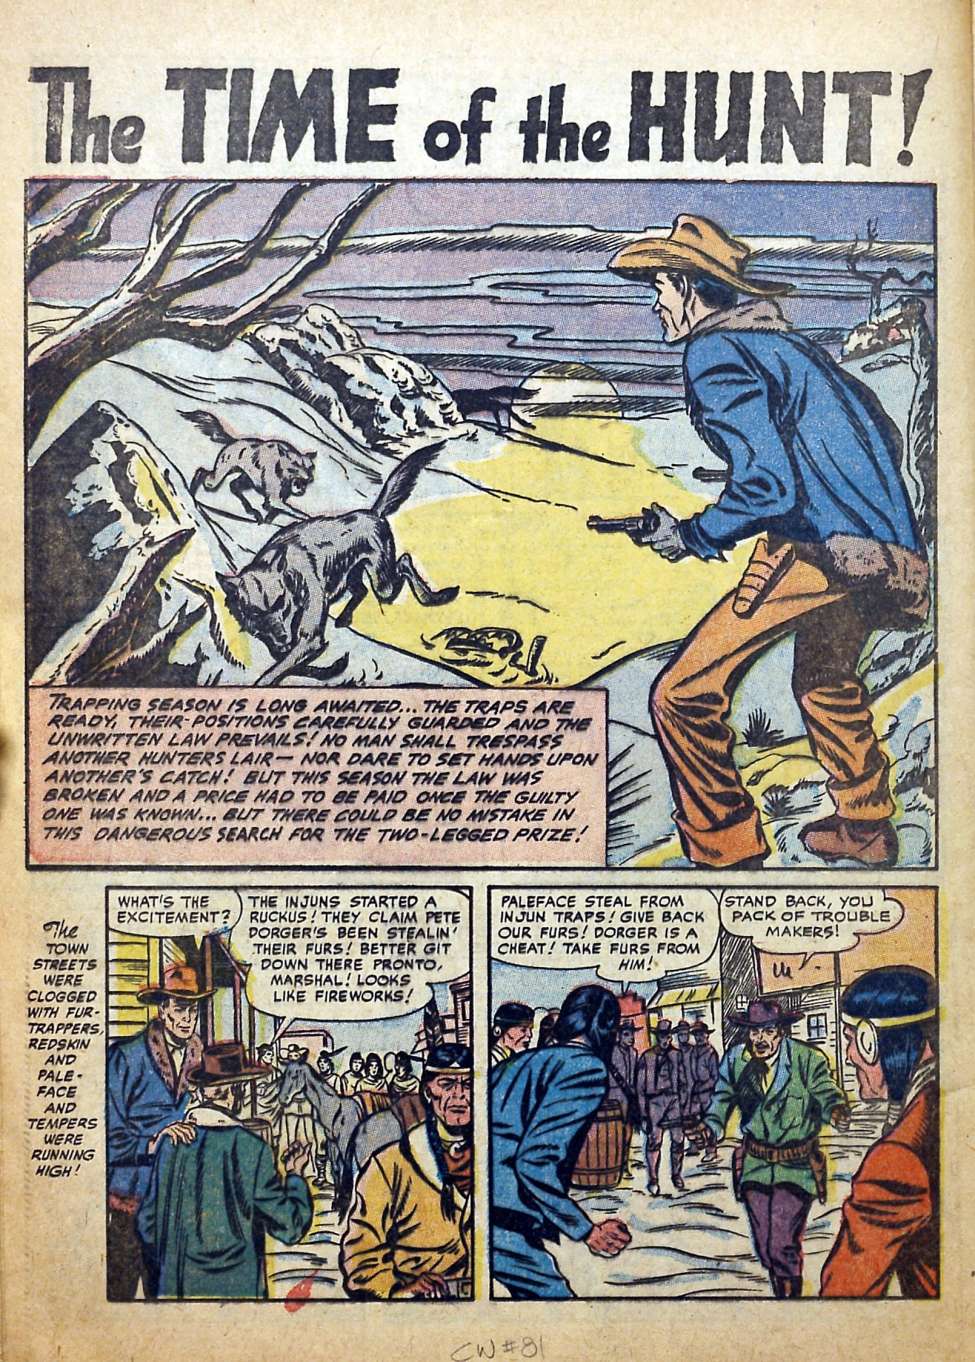 The TIME of the HUNT!
TRAPPING SEASON IS LONG AWAITED... THE TRAPS ARE
READY, THEIR-POSITIONS CAREFULLY GUARDED AND THE
UNWRITTEN LAW PREVAILS! NO MAN SHALL TRESPASS
ANOTHER HUNTERS LAIR — NOR DARE TO SET HANDS UPON
ANOTHER'S CATCH! BUT THIS SEASON THE LAW WAS
BROKEN AND A PRICE HAD TO BE PAID ONCE THE GUILTY
ONE WAS KNOWN... BUT THERE COULD BE NO MISTAKE IN
THIS DANGEROUS SEARCH FOR THE TWO-LEGGED PRIZE!
The
TOWN
STREETS
WERE
CLOGGED
WITH FUR-
TRAPPERS,
REDSKIN
AND
PALE-
FACE
AND
TEMPERS
WERE
RUNNING
HIGH!
WHAT'S THE
EXCITEMENT?
THE INJUNS STARTED A
RUCKUS! THEY CLAIM PETE
DORGER'S BEEN STEALIN'
THEIR FURS! BETTER GIT
DOWN THERE PRONTO,
MARSHAL! LOOKS
LIKE FIREWORKS!
PALEFACE STEAL FROM
INJUN TRAPS! GIVE BACK
OUR FURS! DORGER IS A
CHEAT! TAKE FURS FROM
HIM!
STAND BACK, YOU
PACK OF TROUBLE
MAKERS!
CW #81